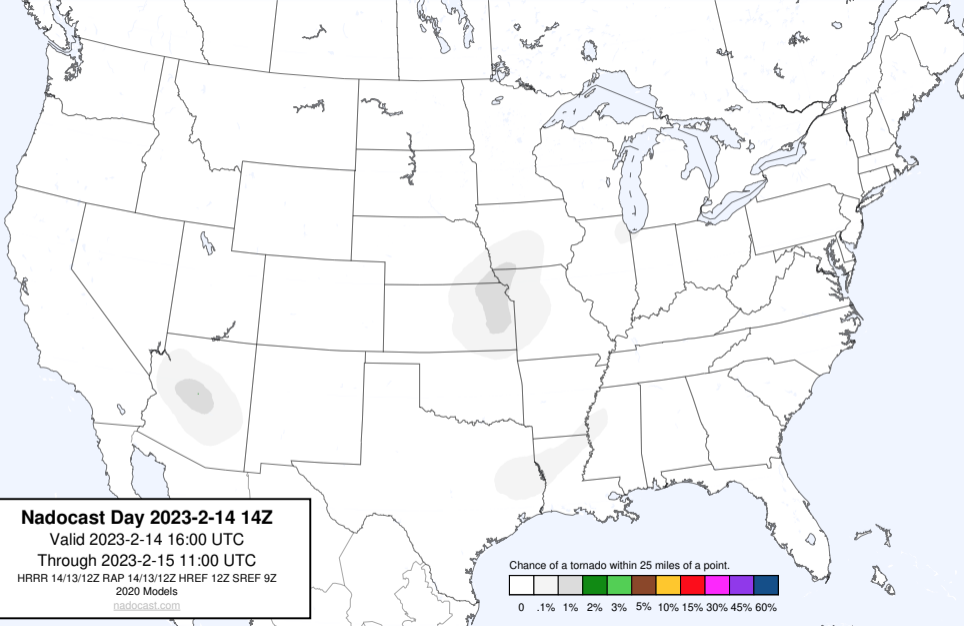 Nadocast Day 2023-2-14 14Z
Valid 2023-2-14 16:00 UTC
Through 2023-2-15 11:00 UTC
HRRR 14/13/12Z RAP 14/13/12Z HREF 12Z SREF 9Z
2020 Models
nadocast.com
Chance of a tornado within 25 miles of a point.
0 .1% 1% 2% 3% 5% 10% 15% 30% 45% 60%